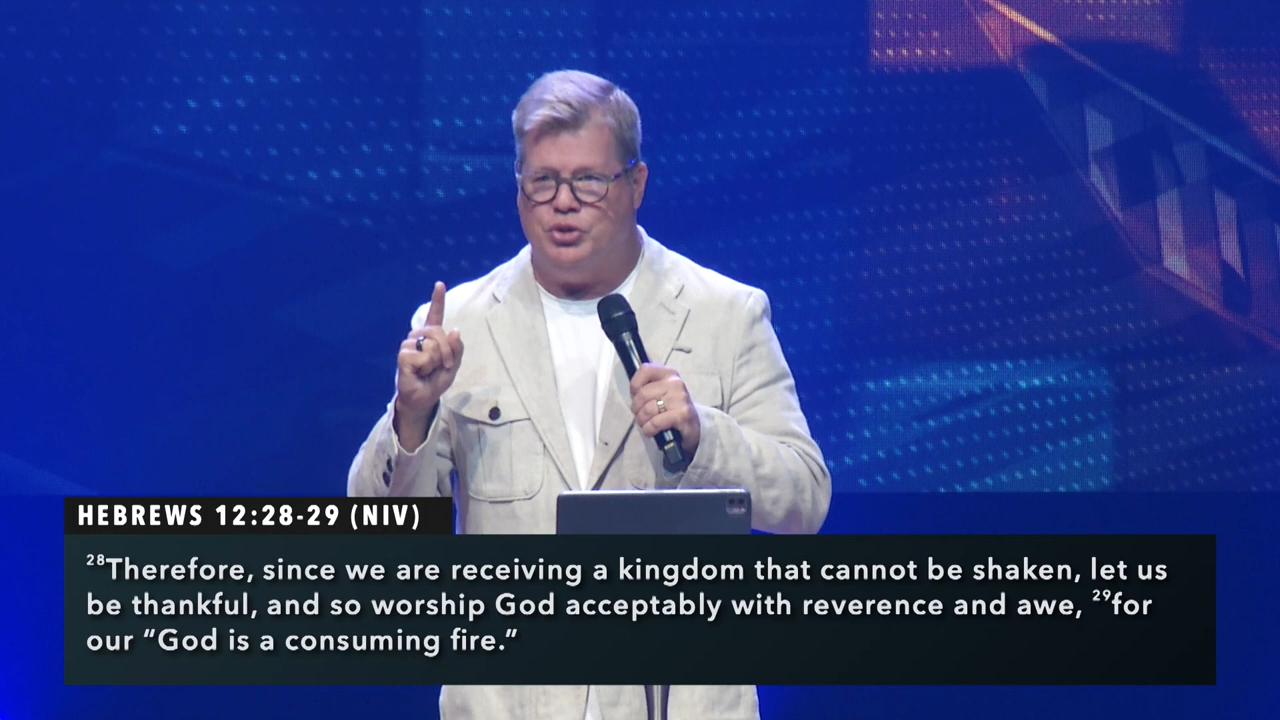 HEBREWS 12:28-29 (NIV)
²⁸Therefore, since we are receiving a kingdom that cannot be shaken, let us
be thankful, and so worship God acceptably with reverence and awe, ²⁹for
our “God is a consuming fire.”